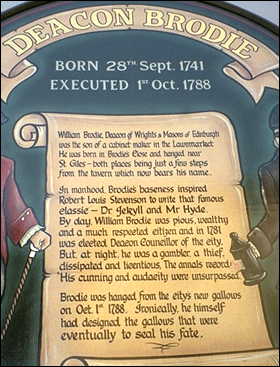 DEACON BRODIE
BORN 28TH Sept. 1741
EXECUTED 1st Oct. 1788
William Brodie, Deacon of Wrights & Masons of Edinburgh
was the son of a cabinet maker in the Lawnmarket.
He was born in Brodie's Close and hanged near
St. Giles - both places being just a few steps
from the tavern which now bears his name.
In manhood, Brodie's baseness inspired
Robert Louis Stevenson to write that famous
classic - Dr Jekyll and Mr Hyde.
By day, William Brodie was pious, wealthy
and a much respected citizen and in 1781
was elected Deacon Councillor of the city.
But at night, he was a gambler, a thief,
dissipated and licentious. The annals record:
'His cunning and audacity were unsurpassed.'
Brodie was hanged from the city's new gallows
on Oct. 1st 1788. Ironically, he himself
had designed the gallows that were
eventually to seal his fate.